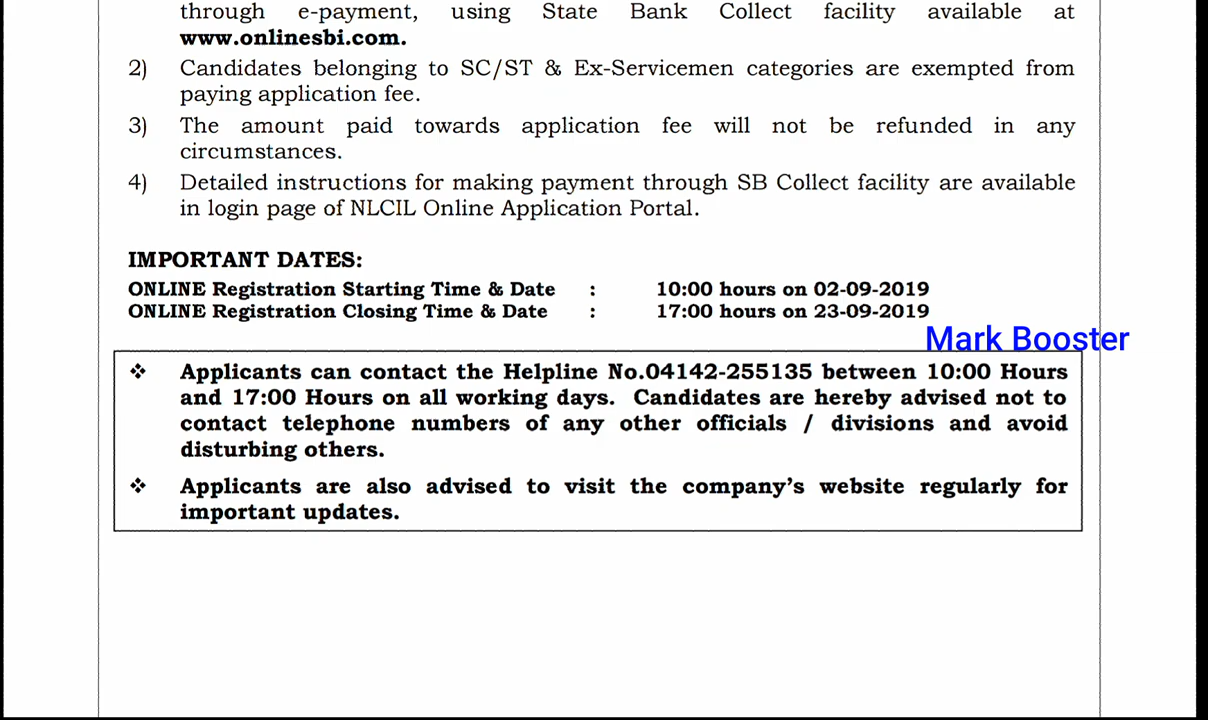 through e-payment, using State Bank Collect facility available at
www.onlinesbi.com.
2) Candidates belonging to SC/ST & Ex-Servicemen categories are exempted from
paying application fee.
3) The amount paid towards application fee will not be refunded in any
circumstances.
4) Detailed instructions for making payment through SB Collect facility are available
in login page of NLCIL Online Application Portal.
IMPORTANT DATES:
ONLINE Registration Starting Time & Date : 10:00 hours on 02-09-2019
ONLINE Registration Closing Time & Date : 17:00 hours on 23-09-2019
Mark Booster
❖ Applicants can contact the Helpline No.04142-255135 between 10:00 Hours
and 17:00 Hours on all working days. Candidates are hereby advised not to
contact telephone numbers of any other officials / divisions and avoid
disturbing others.
❖ Applicants are also advised to visit the company’s website regularly for
important updates.